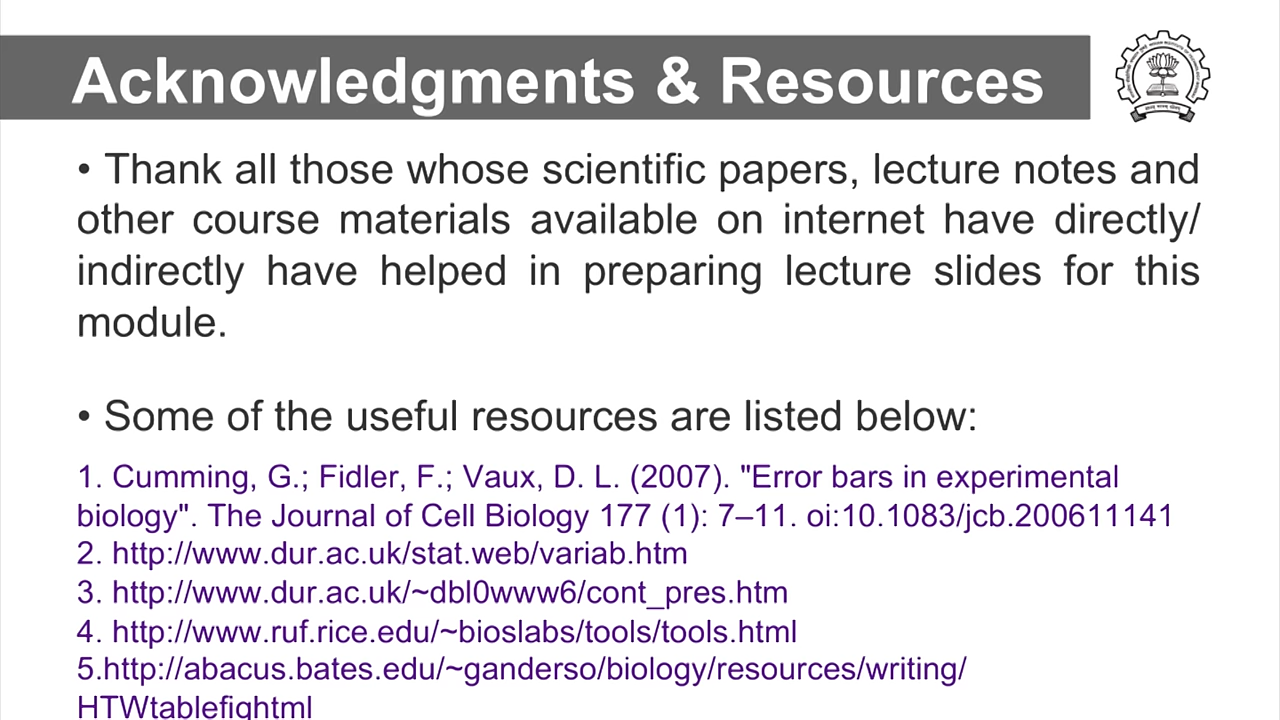 Acknowledgments & Resources
• Thank all those whose scientific papers, lecture notes and
other course materials available on internet have directly/
indirectly have helped in preparing lecture slides for this
module.
• Some of the useful resources are listed below:
1. Cumming, G.; Fidler, F.; Vaux, D. L. (2007). "Error bars in experimental
biology". The Journal of Cell Biology 177 (1): 7–11. oi:10.1083/jcb.200611141
2. http://www.dur.ac.uk/stat.web/variab.htm
3. http://www.dur.ac.uk/~dbl0www6/cont_pres.htm
4. http://www.ruf.rice.edu/~bioslabs/tools/tools.html
5.http://abacus.bates.edu/~ganderso/biology/resources/writing/
HTWtablefightml